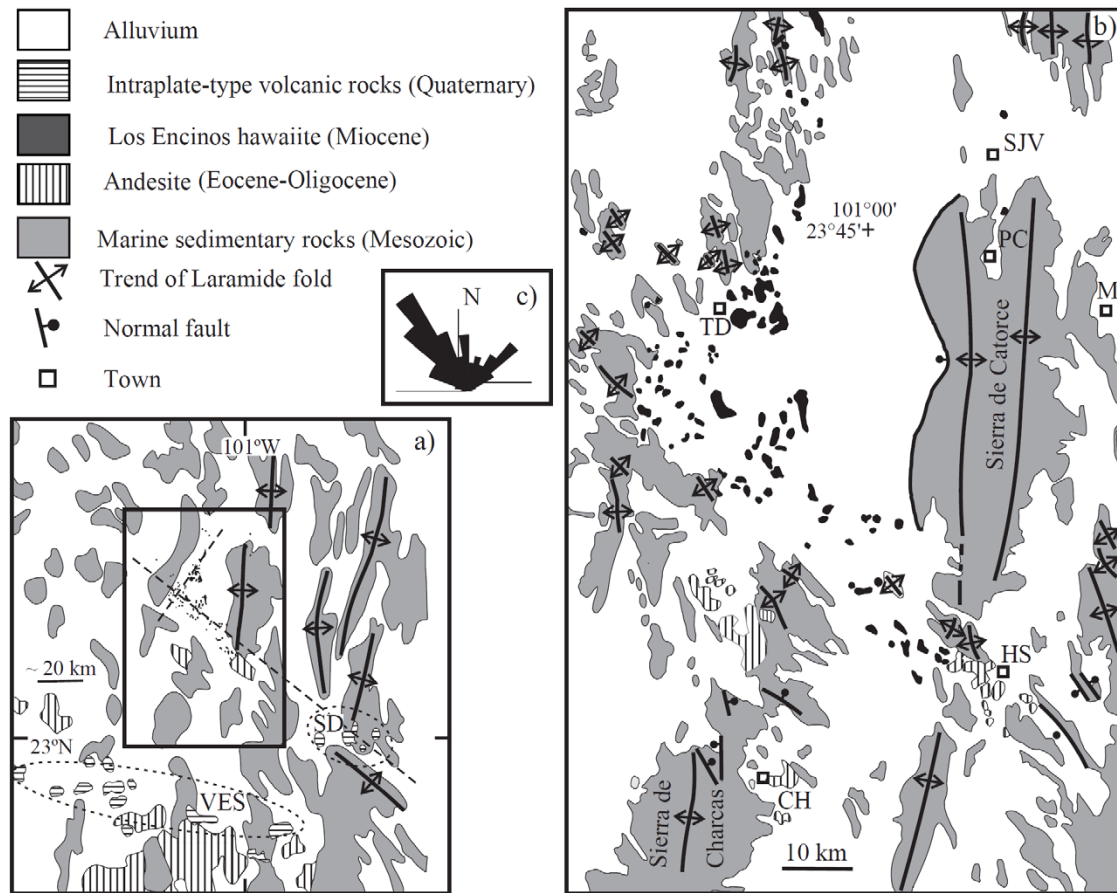 Alluvium
Intraplate-type volcanic rocks (Quaternary)
Los Encinos hawaiite (Miocene)
Andesite (Eocene-Oligocene)
Marine sedimentary rocks (Mesozoic)
Trend of Laramide fold
Normal fault
Town
c)
N
a)
101ºW
~ 20 km
23ºN
SD
VES
b)
SJV
101°00'
23°45'+
PC
M
TD
Sierra de Catorce
HS
Sierra de
Charcas
CH
10 km